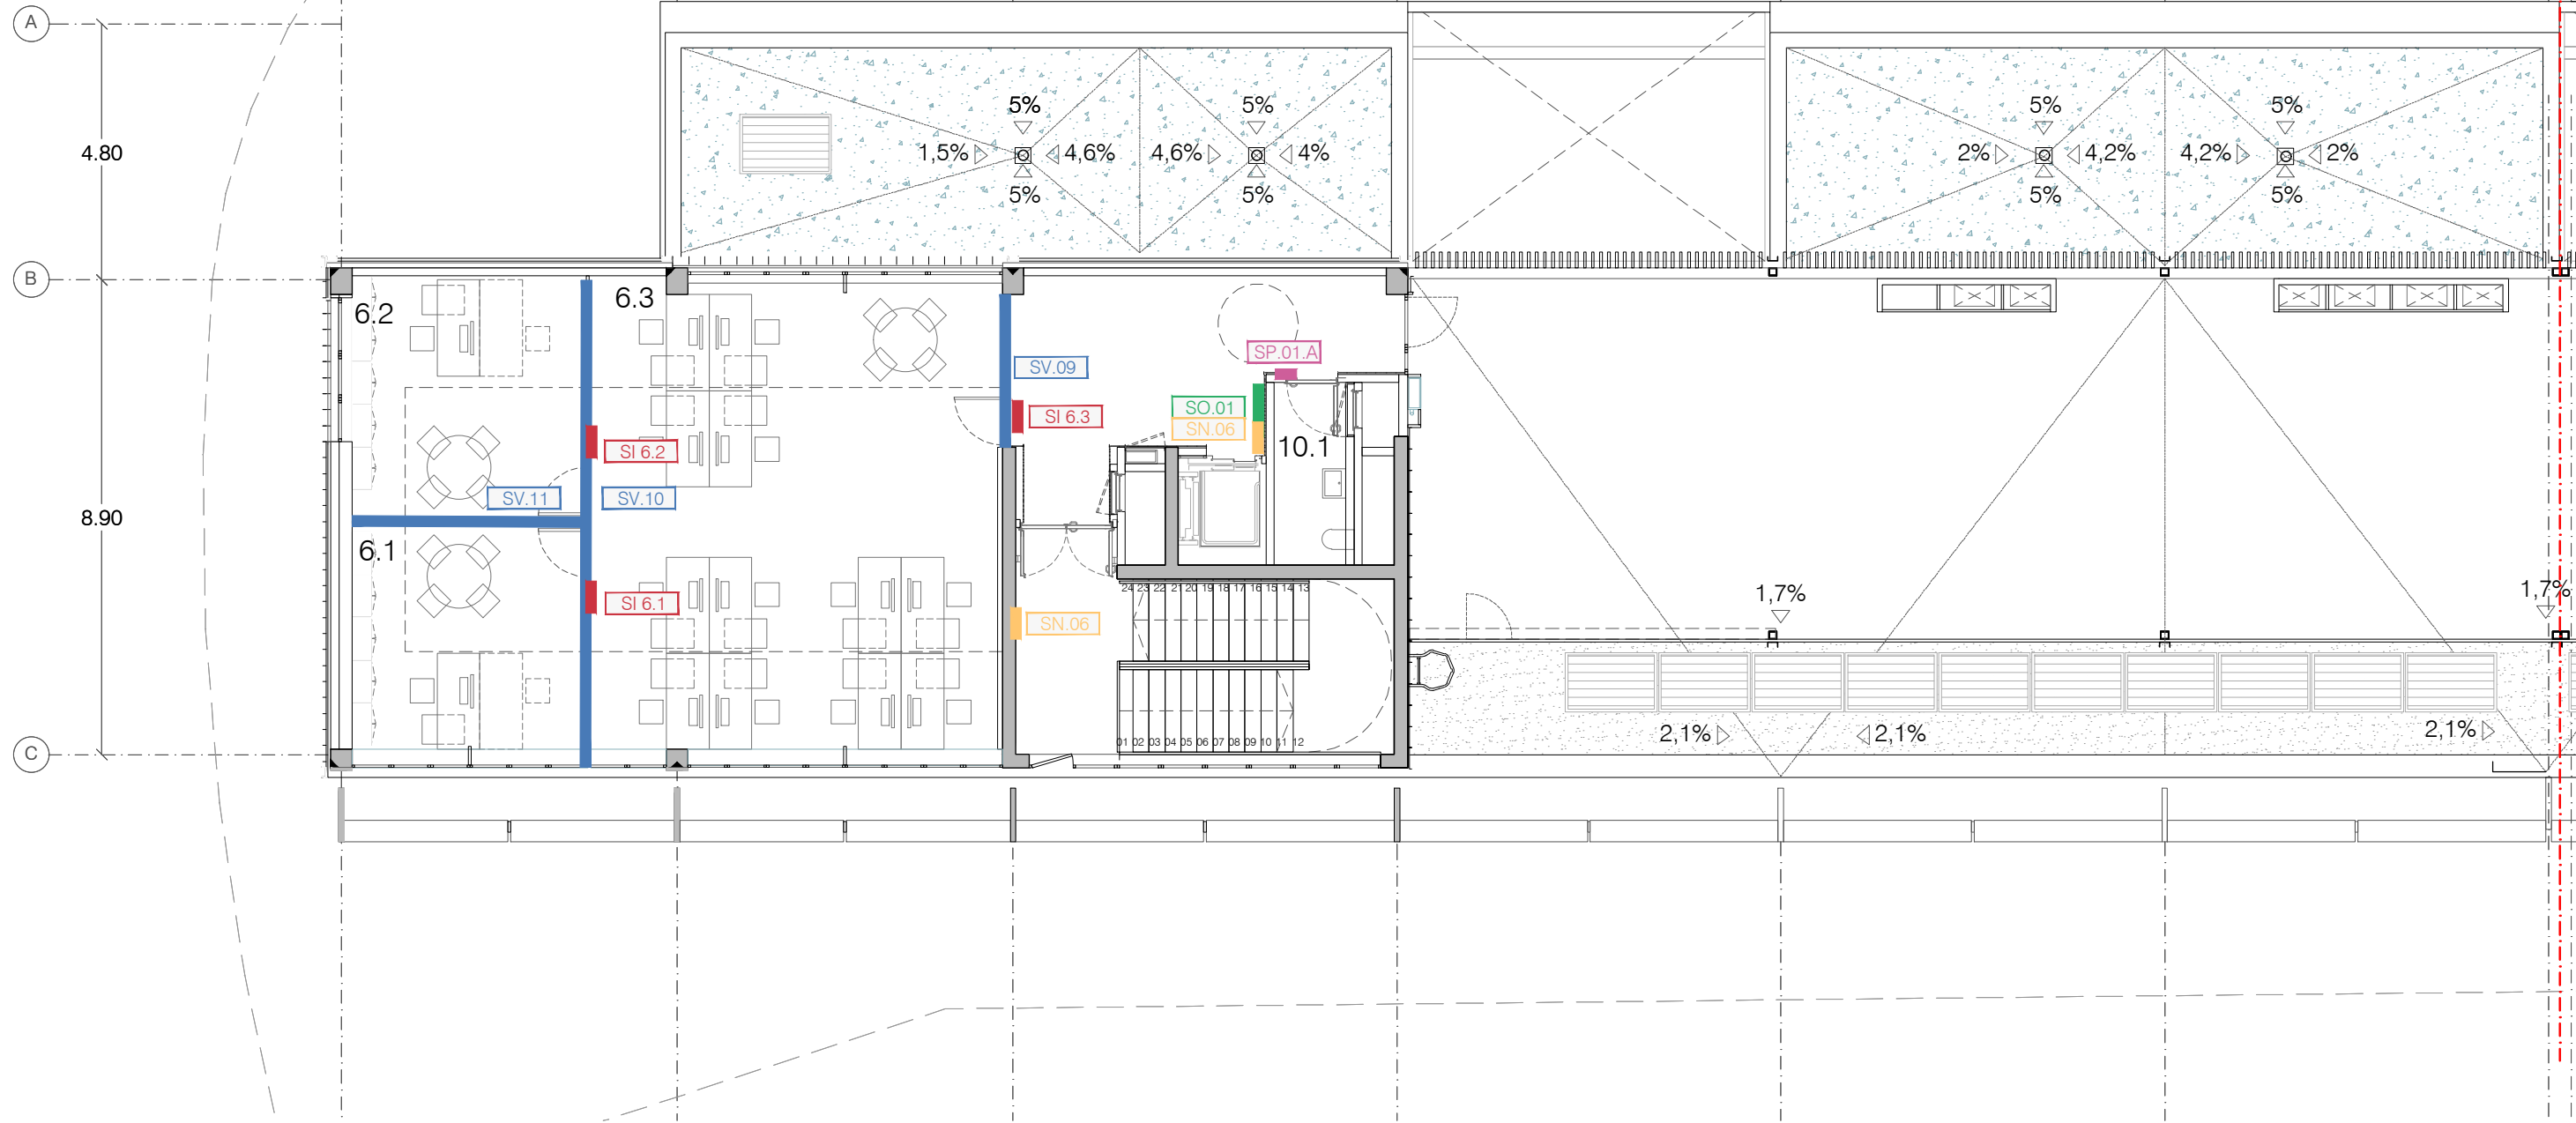 A
5%
5%
5%
5%
4.80
1,5%
4,6%
4,6%
4%
2%
4,2%
4,2%
2%
5%
5%
5%
5%
B
6.2
6.3
SP.01.A
SV.09
SO.01
SI 6.3
SN.06
10.1
SI 6.2
SV.11
SV.10
8.90
6.1
24 23 22 21 20 19 18 17 16 15 14 13
1,7%
1,7%
SI 6.1
SN.06
2,1%
2,1%
2,1%
01 02 03 04 05 06 07 08 09 10 11 12
C